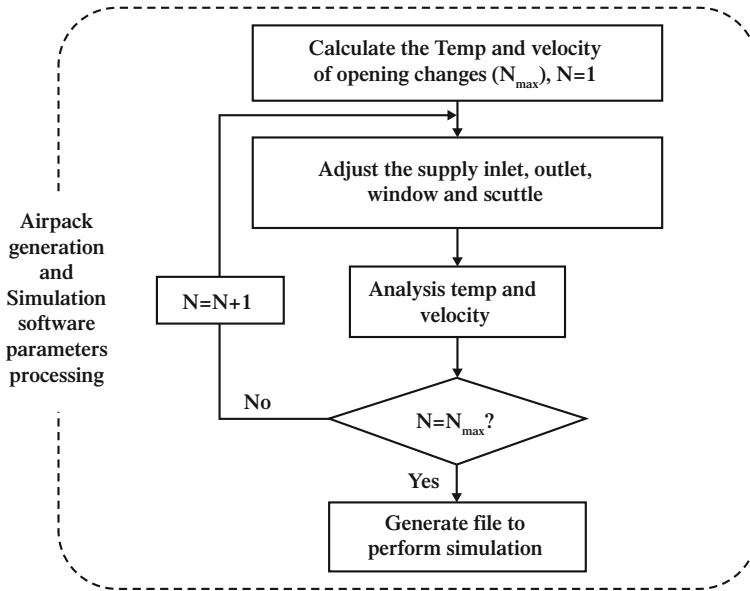 Calculate the Temp and velocity
of opening changes (Nmax), N=1
Adjust the supply inlet, outlet,
window and scuttle
Airpack
generation
and
Simulation
software
parameters
processing
N=N+1
Analysis temp and
velocity
No
N=Nmax?
Yes
Generate file to
perform simulation